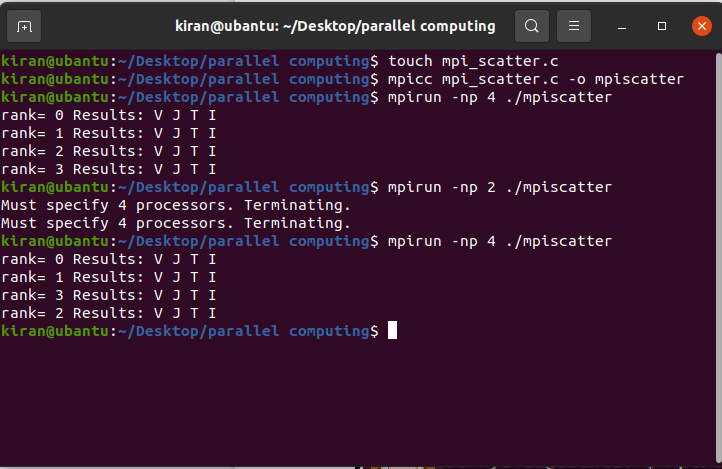 kiran@ubantu: ~/Desktop/parallel computing
kiran@ubantu:~/Desktop/parallel computing$ touch mpi_scatter.c
kiran@ubantu:~/Desktop/parallel computing$ mpicc mpi_scatter.c -o mpiscatter
kiran@ubantu:~/Desktop/parallel computing$ mpirun -np 4 ./mpiscatter
rank= 0 Results: V J T I
rank= 1 Results: V J T I
rank= 2 Results: V J T I
rank= 3 Results: V J T I
kiran@ubantu:~/Desktop/parallel computing$ mpirun -np 2 ./mpiscatter
Must specify 4 processors. Terminating.
Must specify 4 processors. Terminating.
kiran@ubantu:~/Desktop/parallel computing$ mpirun -np 4 ./mpiscatter
rank= 0 Results: V J T I
rank= 1 Results: V J T I
rank= 3 Results: V J T I
rank= 2 Results: V J T I
kiran@ubantu:~/Desktop/parallel computing$